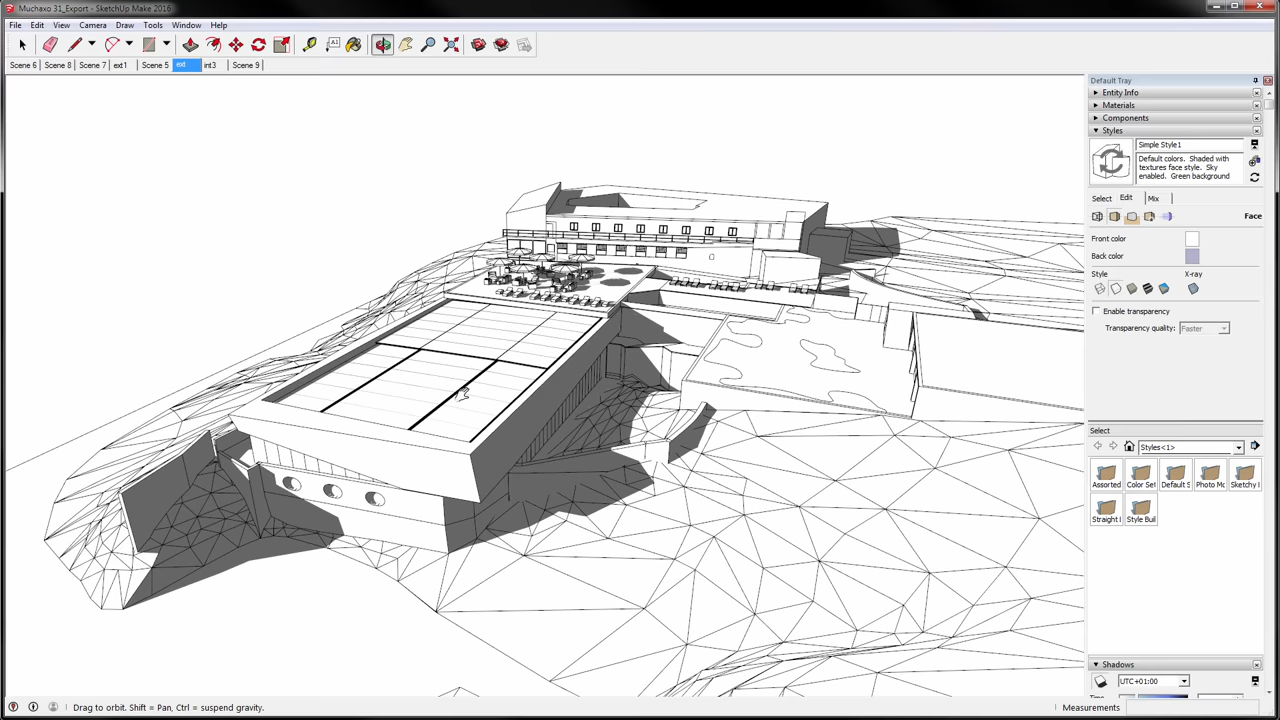 Muchaxo 31_Export - SketchUp Make 2016
File Edit View Camera Draw Tools Window Help
Scene 6 Scene 8 Scene 7 ext1 Scene 5 ext int3 Scene 9
Default Tray
Entity Info
Materials
Components
Styles
Simple Style1
Default colors. Shaded with
textures face style. Sky
enabled. Green background
Select Edit Mix
Face
Front color
Back color
Style X-ray
Enable transparency
Transparency quality: Faster
Select
Styles<1>
Assorted Color Set Default S Photo Mo Sketchy I
Straight l Style Buil
Shadows
UTC+01:00
Time
Drag to orbit. Shift = Pan, Ctrl = suspend gravity.
Measurements